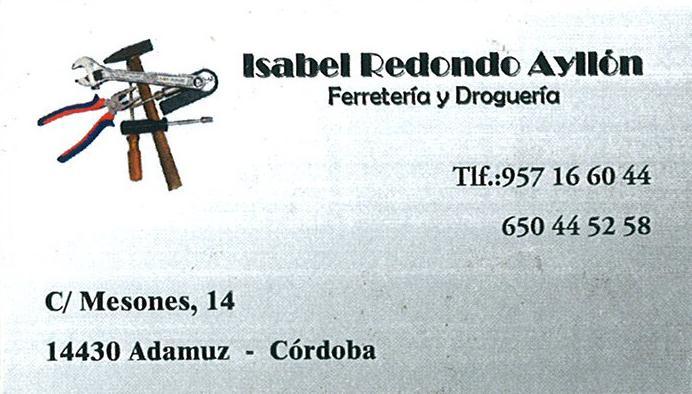 Isabel Redondo Ayllón
Ferretería y Droguería
Tlf.:957 16 60 44
650 44 52 58
C/ Mesones, 14
14430 Adamuz - Córdoba